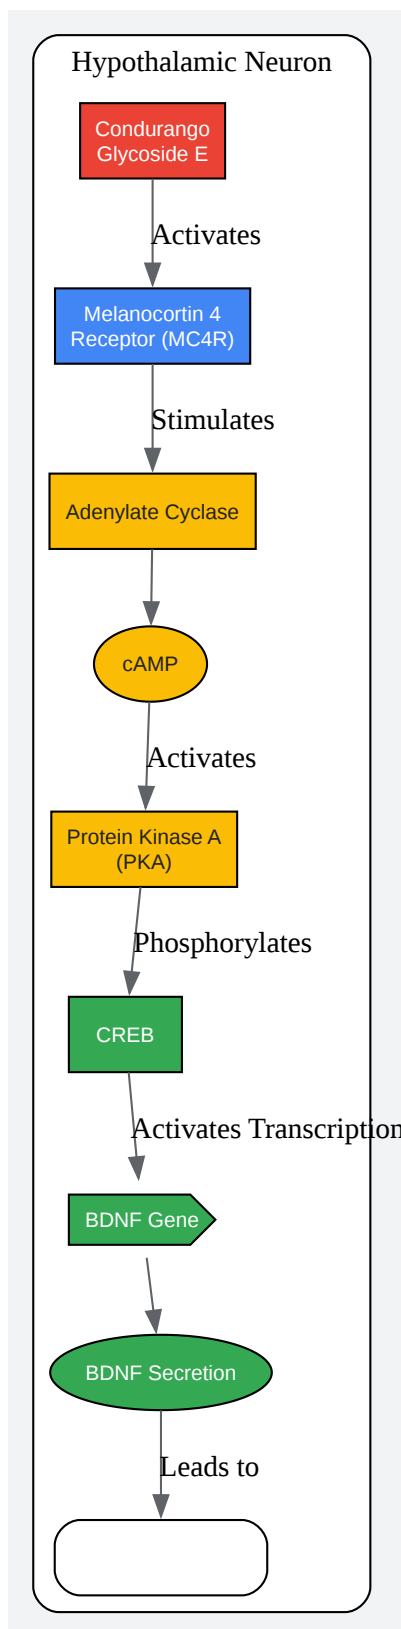 Hypothalamic Neuron
Condurango
Glycoside E
Activates
Melanocortin 4
Receptor (MC4R)
Stimulates
Adenylate Cyclase
cAMP
Activates
Protein Kinase A
(PKA)
Phosphorylates
CREB
Activates Transcription
BDNF Gene
BDNF Secretion
Leads to